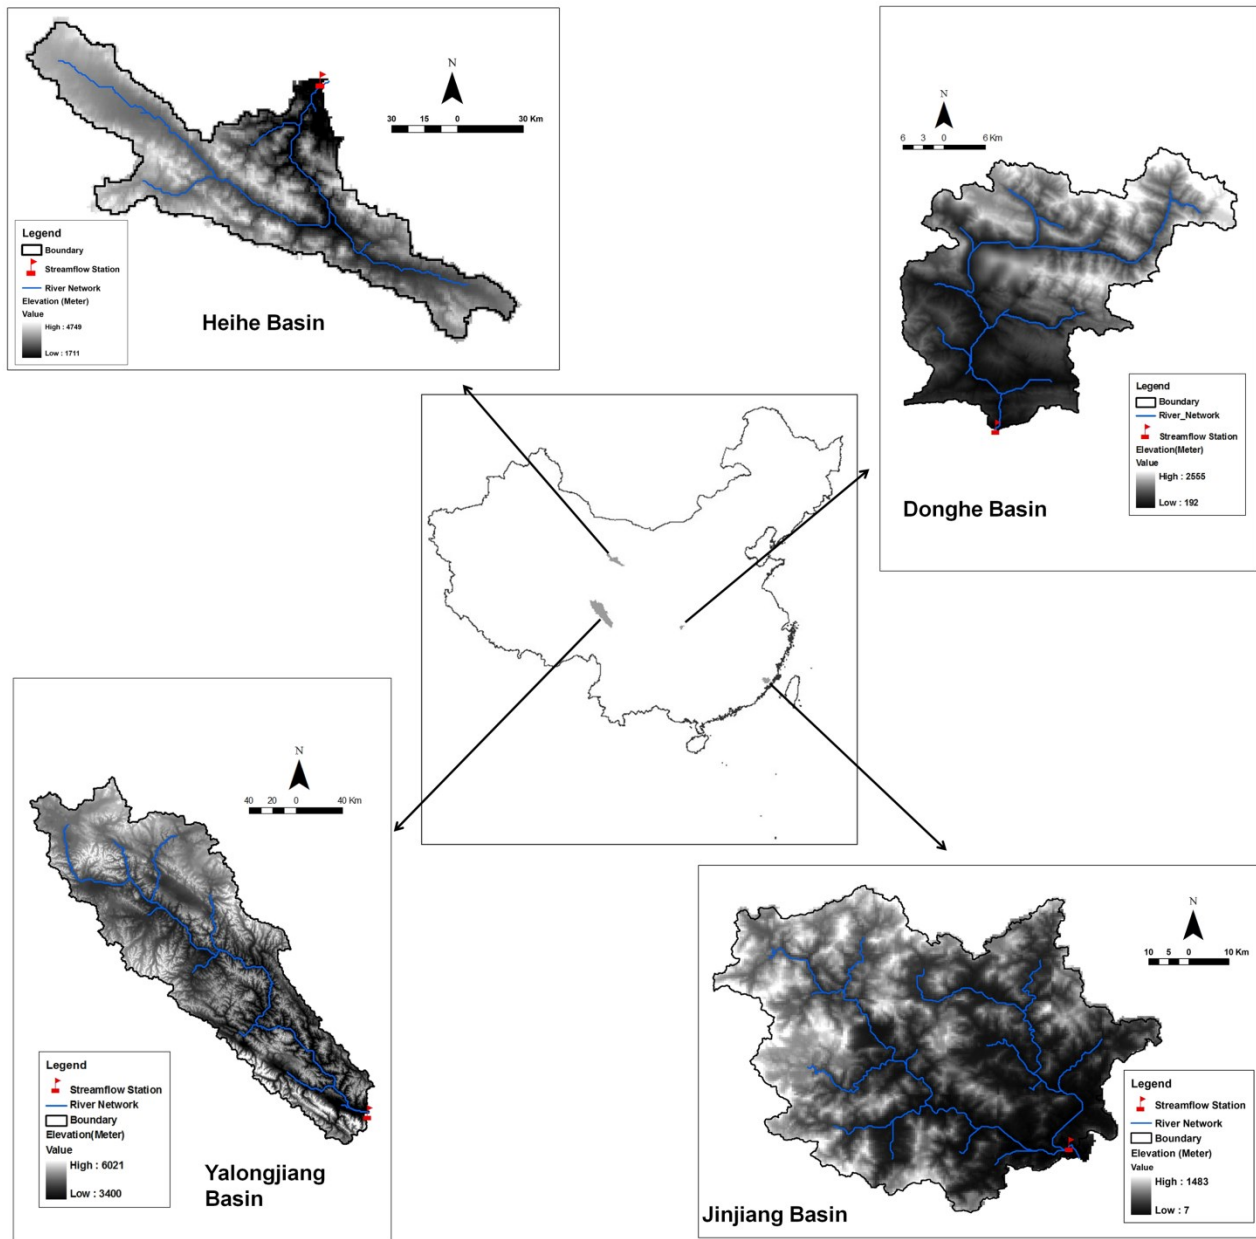 N
30 15 0 30 Km
Legend
Boundary
Streamflow Station
River Network
Elevation (Meter)
Value
High : 4749
Low : 1711
Heihe Basin
N
6 3 0 6 Km
Legend
Boundary
River_Network
Streamflow Station
Elevation(Meter)
Value
High : 2555
Low : 192
Donghe Basin
N
40 20 0 40 Km
Legend
Streamflow Station
River Network
Boundary
Elevation(Meter)
Value
High : 6021
Low : 3400
Yalongjiang
Basin
N
10 5 0 10 Km
Legend
Streamflow Station
River Network
Boundary
Elevation (Meter)
Value
High : 1483
Low : 7
Jinjiang Basin